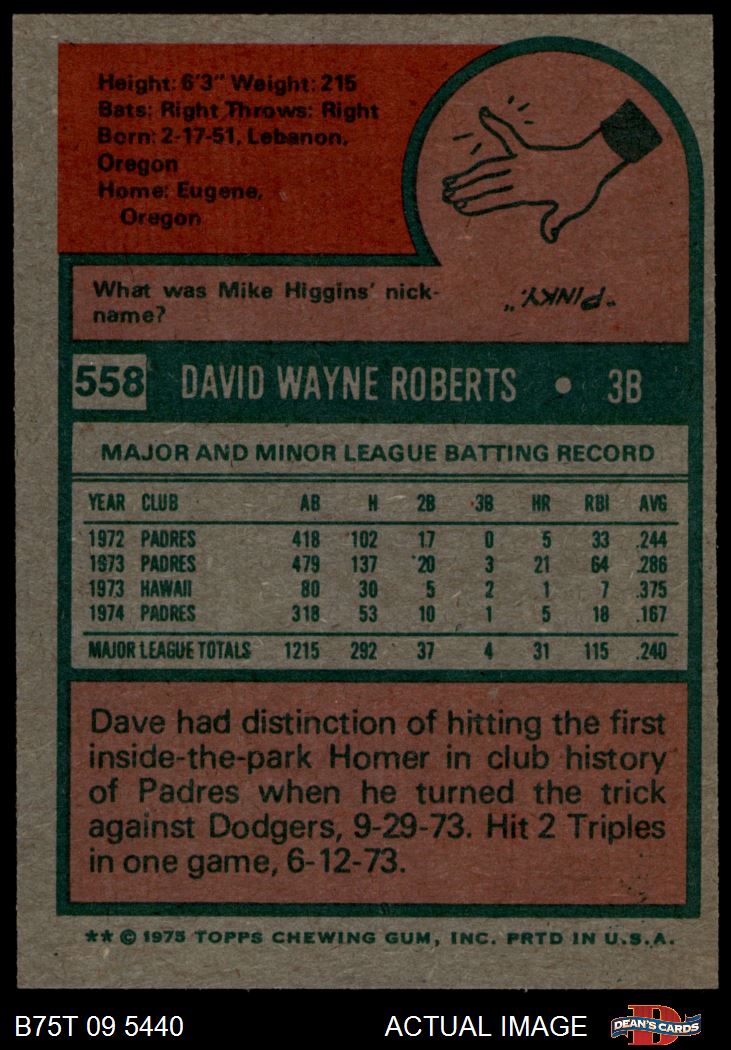 Height: 6'3" Weight: 215
Bats: Right Throws: Right
Born: 2-17-51, Lebanon,
Oregon
Home: Eugene,
Oregon
What was Mike Higgins' nick-
name?
"PINKY."
558 DAVID WAYNE ROBERTS • 3B
MAJOR AND MINOR LEAGUE BATTING RECORD
YEAR CLUB AB H 2B 3B HR RBI AVG
1972 PADRES 418 102 17 0 5 33 .244
1973 PADRES 479 137 20 3 21 64 .286
1973 HAWAII 80 30 5 2 1 7 .375
1974 PADRES 318 53 10 1 5 18 .167
MAJOR LEAGUE TOTALS 1215 292 37 4 31 115 .240
Dave had distinction of hitting the first
inside-the-park Homer in club history
of Padres when he turned the trick
against Dodgers, 9-29-73. Hit 2 Triples
in one game, 6-12-73.
** © 1975 TOPPS CHEWING GUM, INC. PRTD IN U.S.A.
B75T 09 5440 ACTUAL IMAGE DEAN'S CARDS